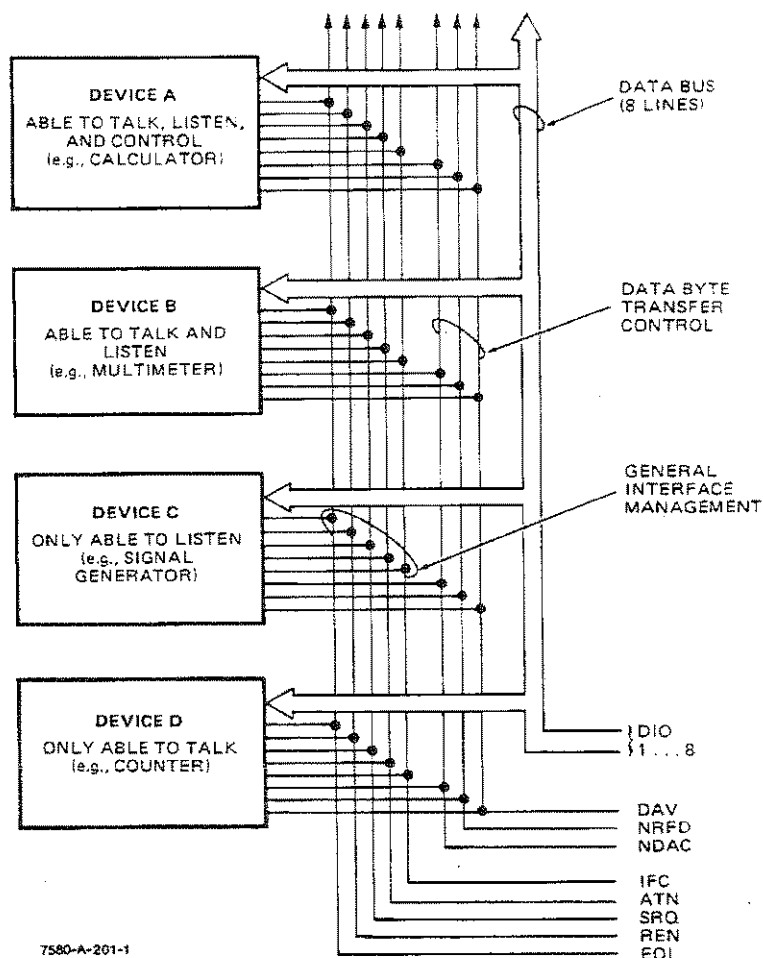 DEVICE A
ABLE TO TALK, LISTEN,
AND CONTROL
(e.g., CALCULATOR)
DATA BUS
(8 LINES)
DEVICE B
ABLE TO TALK AND
LISTEN
(e.g., MULTIMETER)
DATA BYTE
TRANSFER
CONTROL
DEVICE C
ONLY ABLE TO LISTEN
(e.g., SIGNAL
GENERATOR)
GENERAL
INTERFACE
MANAGEMENT
DEVICE D
ONLY ABLE TO TALK
(e.g., COUNTER)
DIO
1 . . . 8
DAV
NRFD
NDAC
IFC
ATN
SRQ
REN
EOI
7580-A-201-1